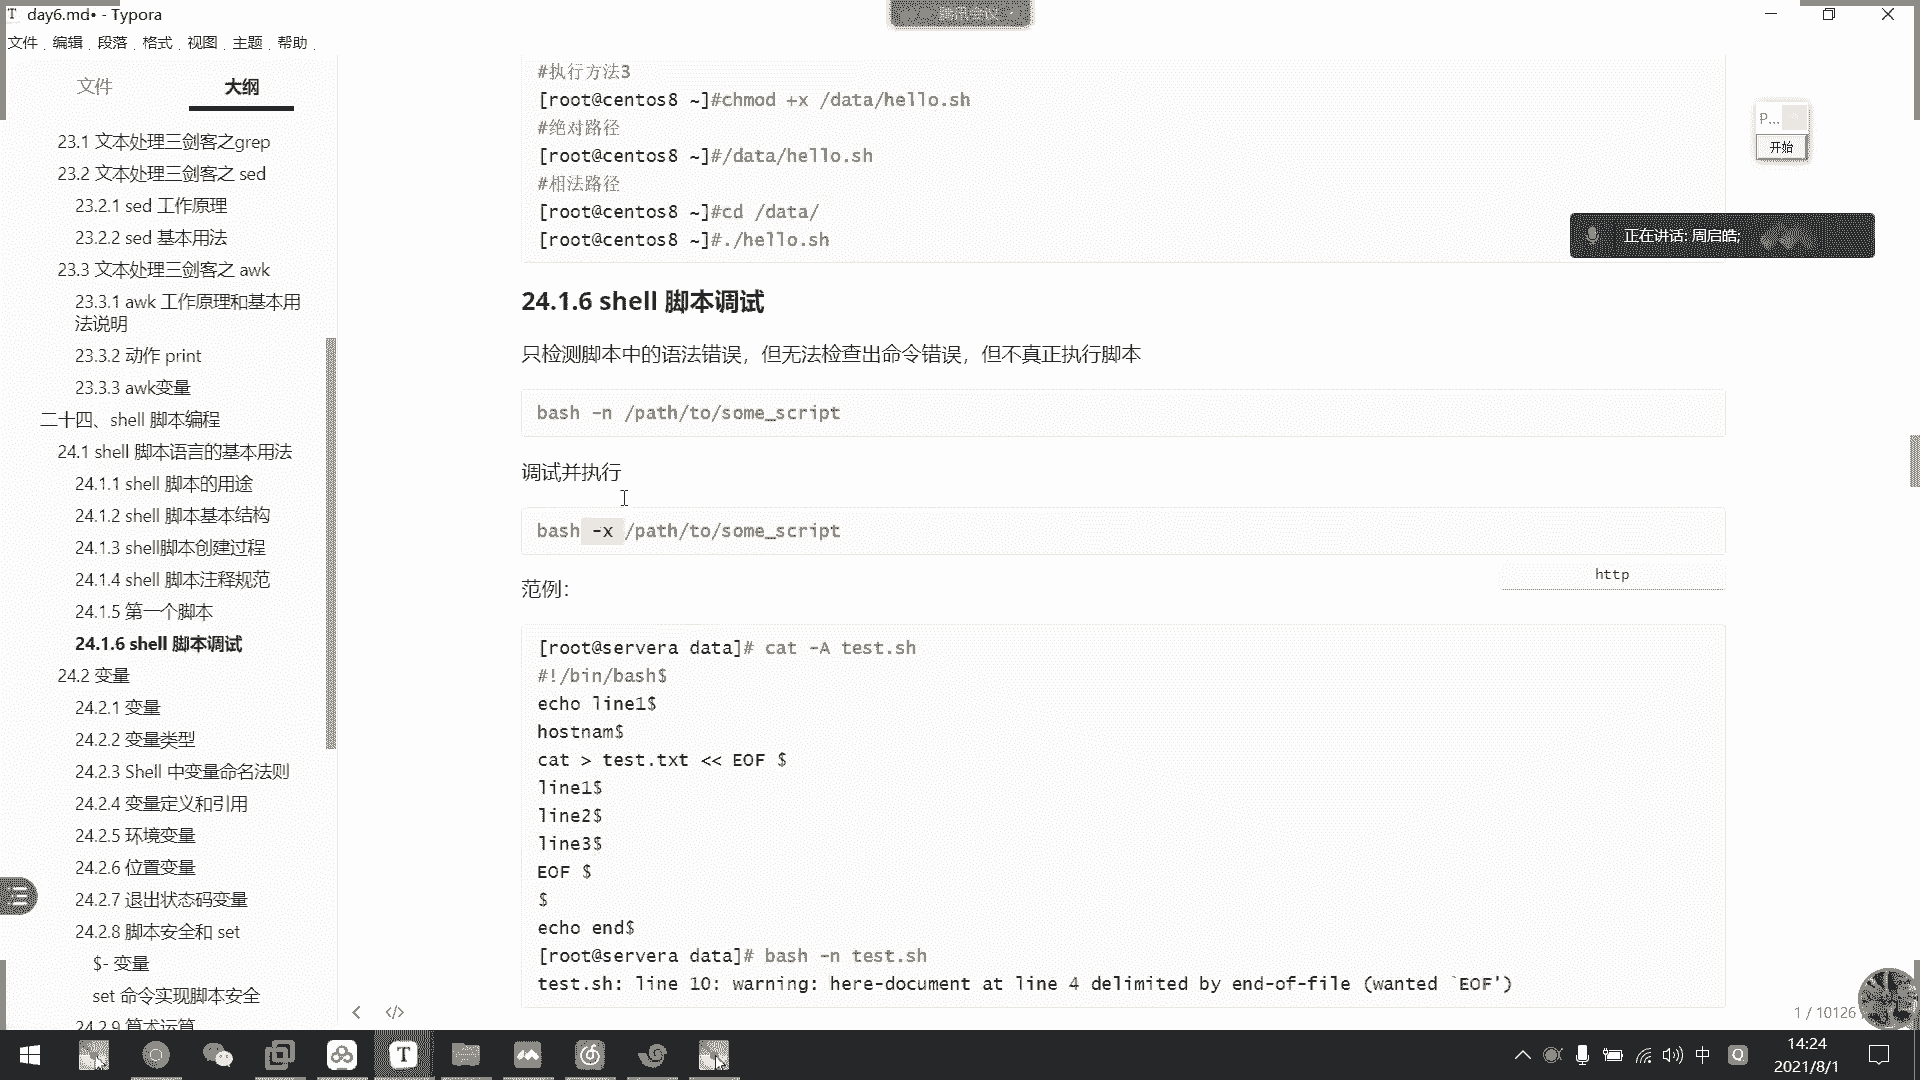 day6.md• - Typora
腾讯会议
文件 编辑 段落 格式 视图 主题 帮助
文件
大纲
23.1 文本处理三剑客之grep
23.2 文本处理三剑客之 sed
23.2.1 sed 工作原理
23.2.2 sed 基本用法
23.3 文本处理三剑客之 awk
23.3.1 awk 工作原理和基本用
法说明
23.3.2 动作 print
23.3.3 awk变量
二十四、shell 脚本编程
24.1 shell 脚本语言的基本用法
24.1.1 shell 脚本的用途
24.1.2 shell 脚本基本结构
24.1.3 shell脚本创建过程
24.1.4 shell 脚本注释规范
24.1.5 第一个脚本
24.1.6 shell 脚本调试
24.2 变量
24.2.1 变量
24.2.2 变量类型
24.2.3 Shell 中变量命名法则
24.2.4 变量定义和引用
24.2.5 环境变量
24.2.6 位置变量
24.2.7 退出状态码变量
24.2.8 脚本安全和 set
$- 变量
set 命令实现脚本安全
24.2.9 算术运算
#执行方法3
[root@centos8 ~]#chmod +x /data/hello.sh
#绝对路径
[root@centos8 ~]#/data/hello.sh
#相法路径
[root@centos8 ~]#cd /data/
[root@centos8 ~]#./hello.sh
24.1.6 shell 脚本调试
只检测脚本中的语法错误，但无法检查出命令错误，但不真正执行脚本
bash -n /path/to/some_script
调试并执行
bash -x /path/to/some_script
范例：
http
[root@servera data]# cat -A test.sh
#!/bin/bash$
echo line1$
hostnam$
cat > test.txt << EOF $
line1$
line2$
line3$
EOF $
$
echo end$
[root@servera data]# bash -n test.sh
test.sh: line 10: warning: here-document at line 4 delimited by end-of-file (wanted `EOF')
P...
开始
正在讲话: 周启皓;
1 / 10126
中
14:24
2021/8/1